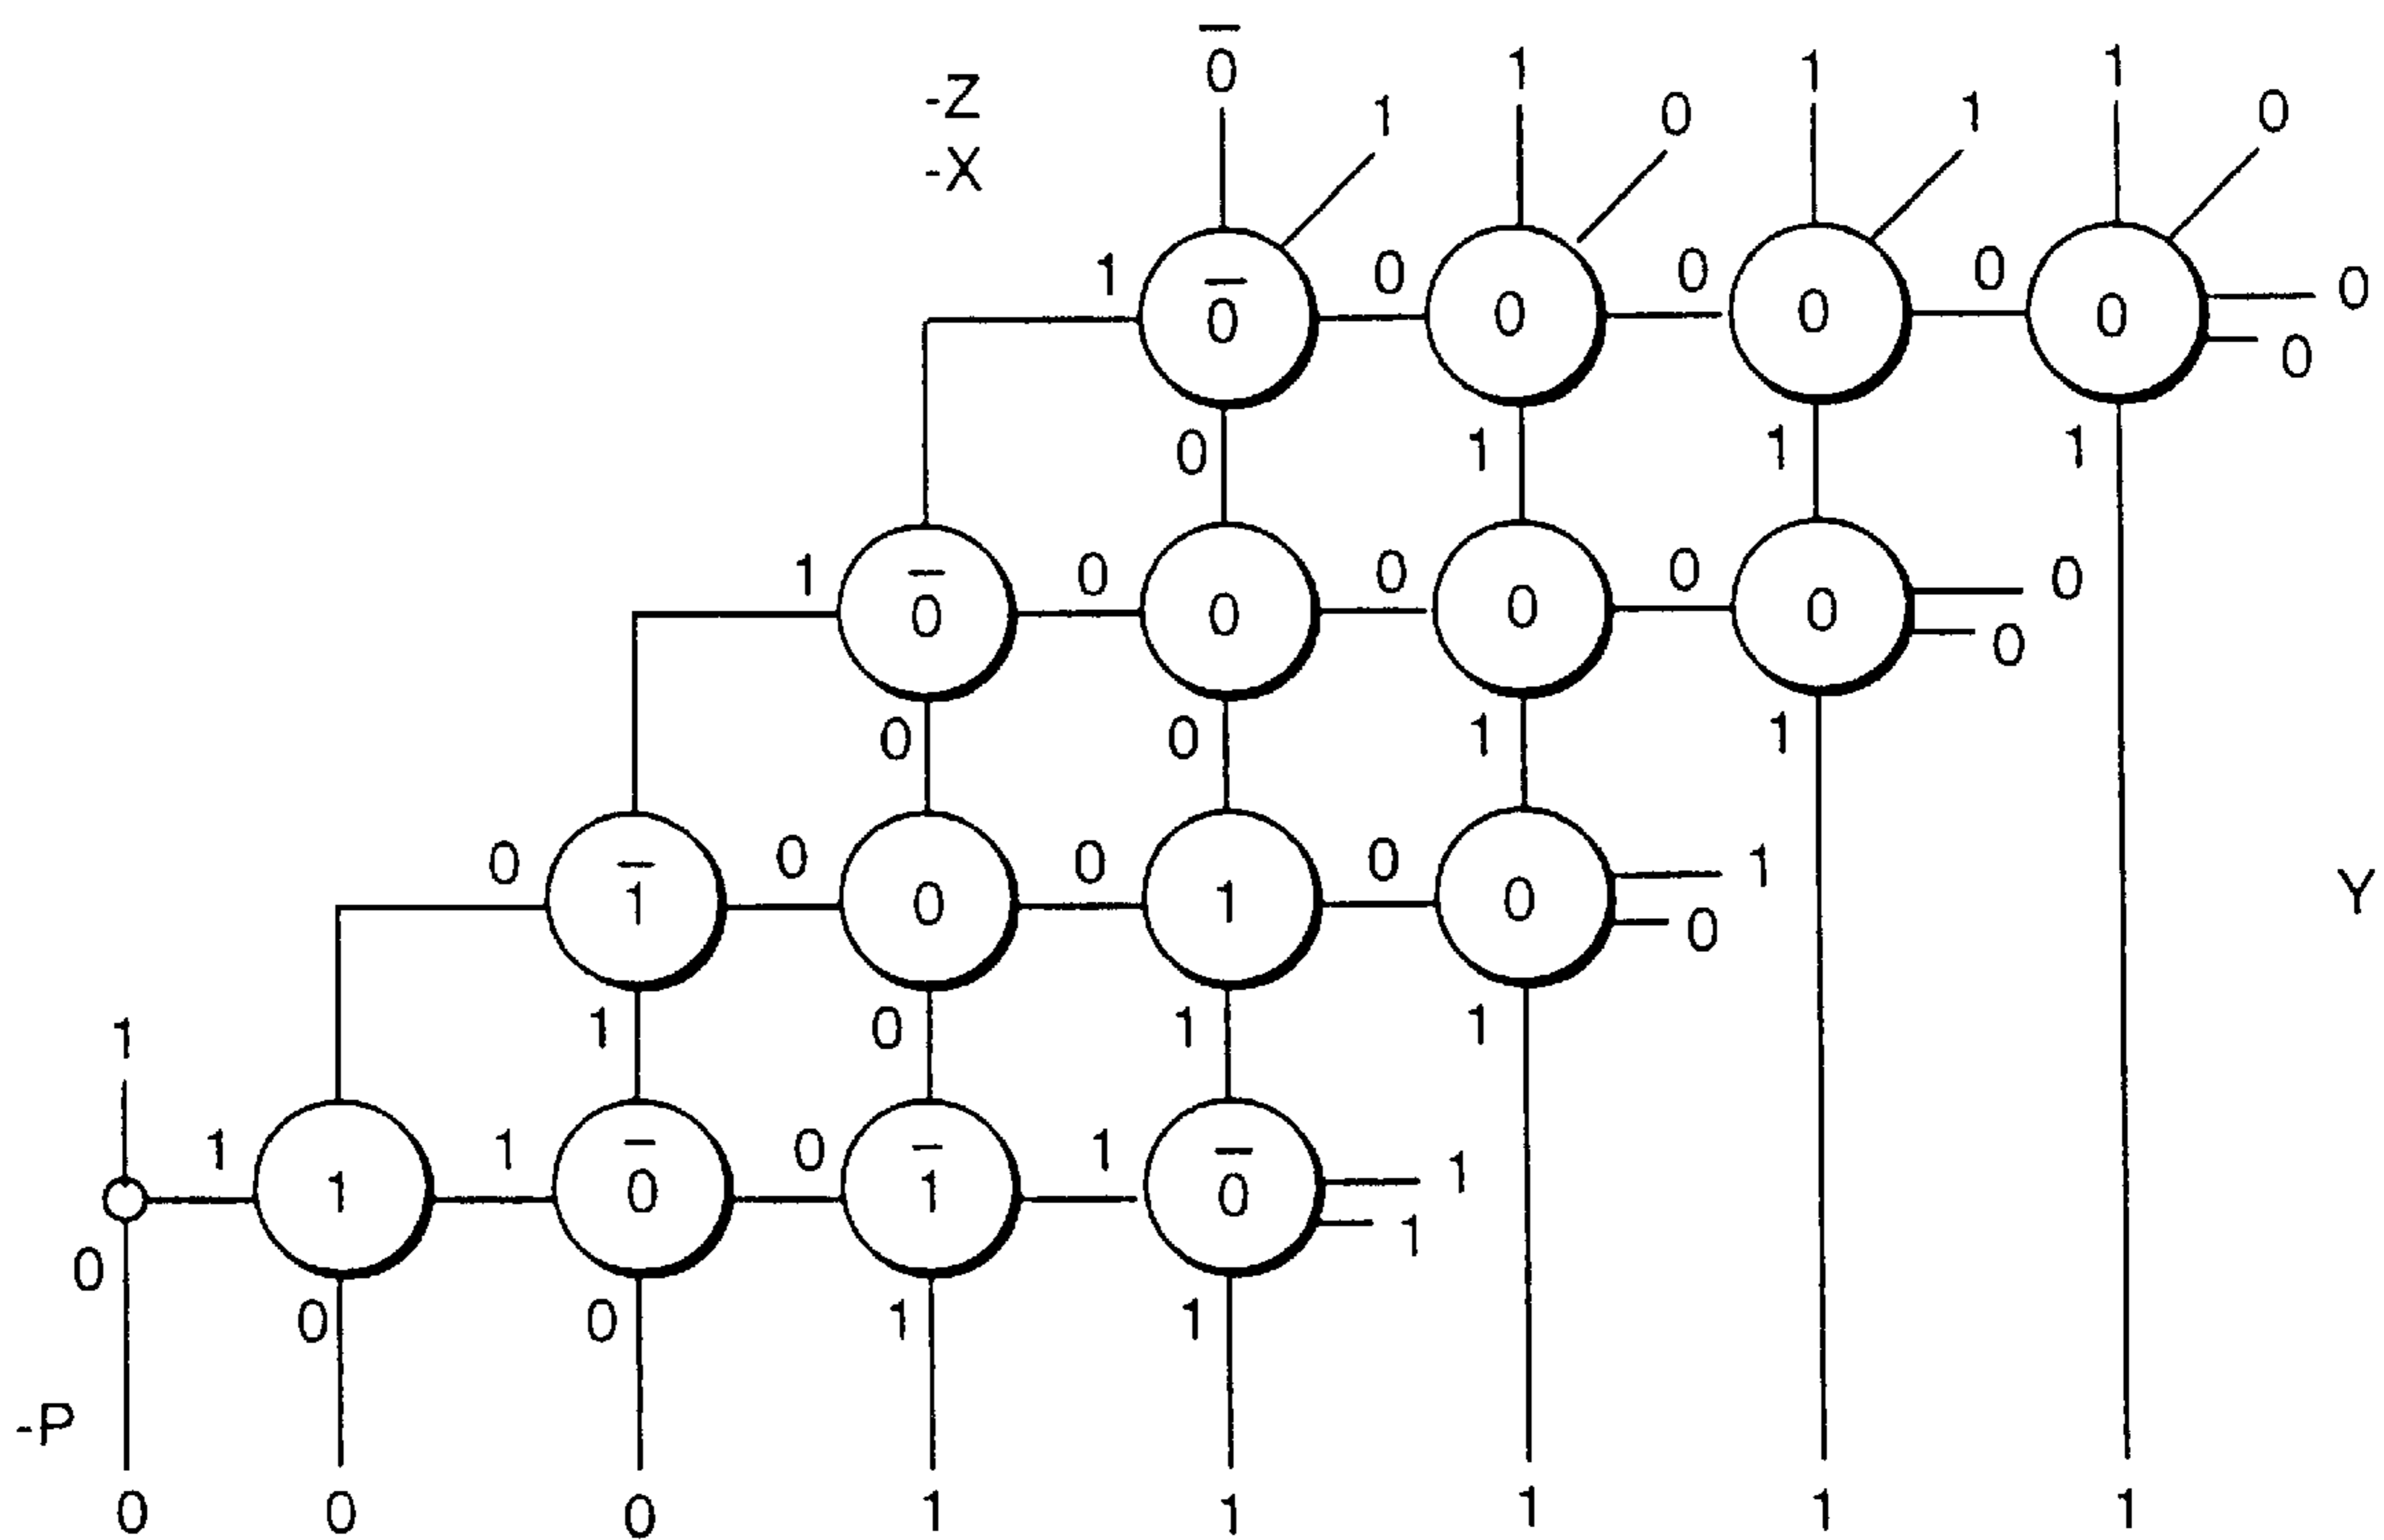 0̅ 1 1 1
-Z 1 0 1 0
-X
1 0 0 0 0
0̅ 0 0 0 0
0 1 1 1
1 0 0 0 0
0̅ 0 0 0 0
0 0 1 1
0 0 0 0 1
1̅ 0 1 0 0 Y
1 1 0 1 1
1 1 0 1 1
1 0̅ 1̅ 0̅ 1
0 0 0 1 1
-P
0 0 0 1 1 1 1 1